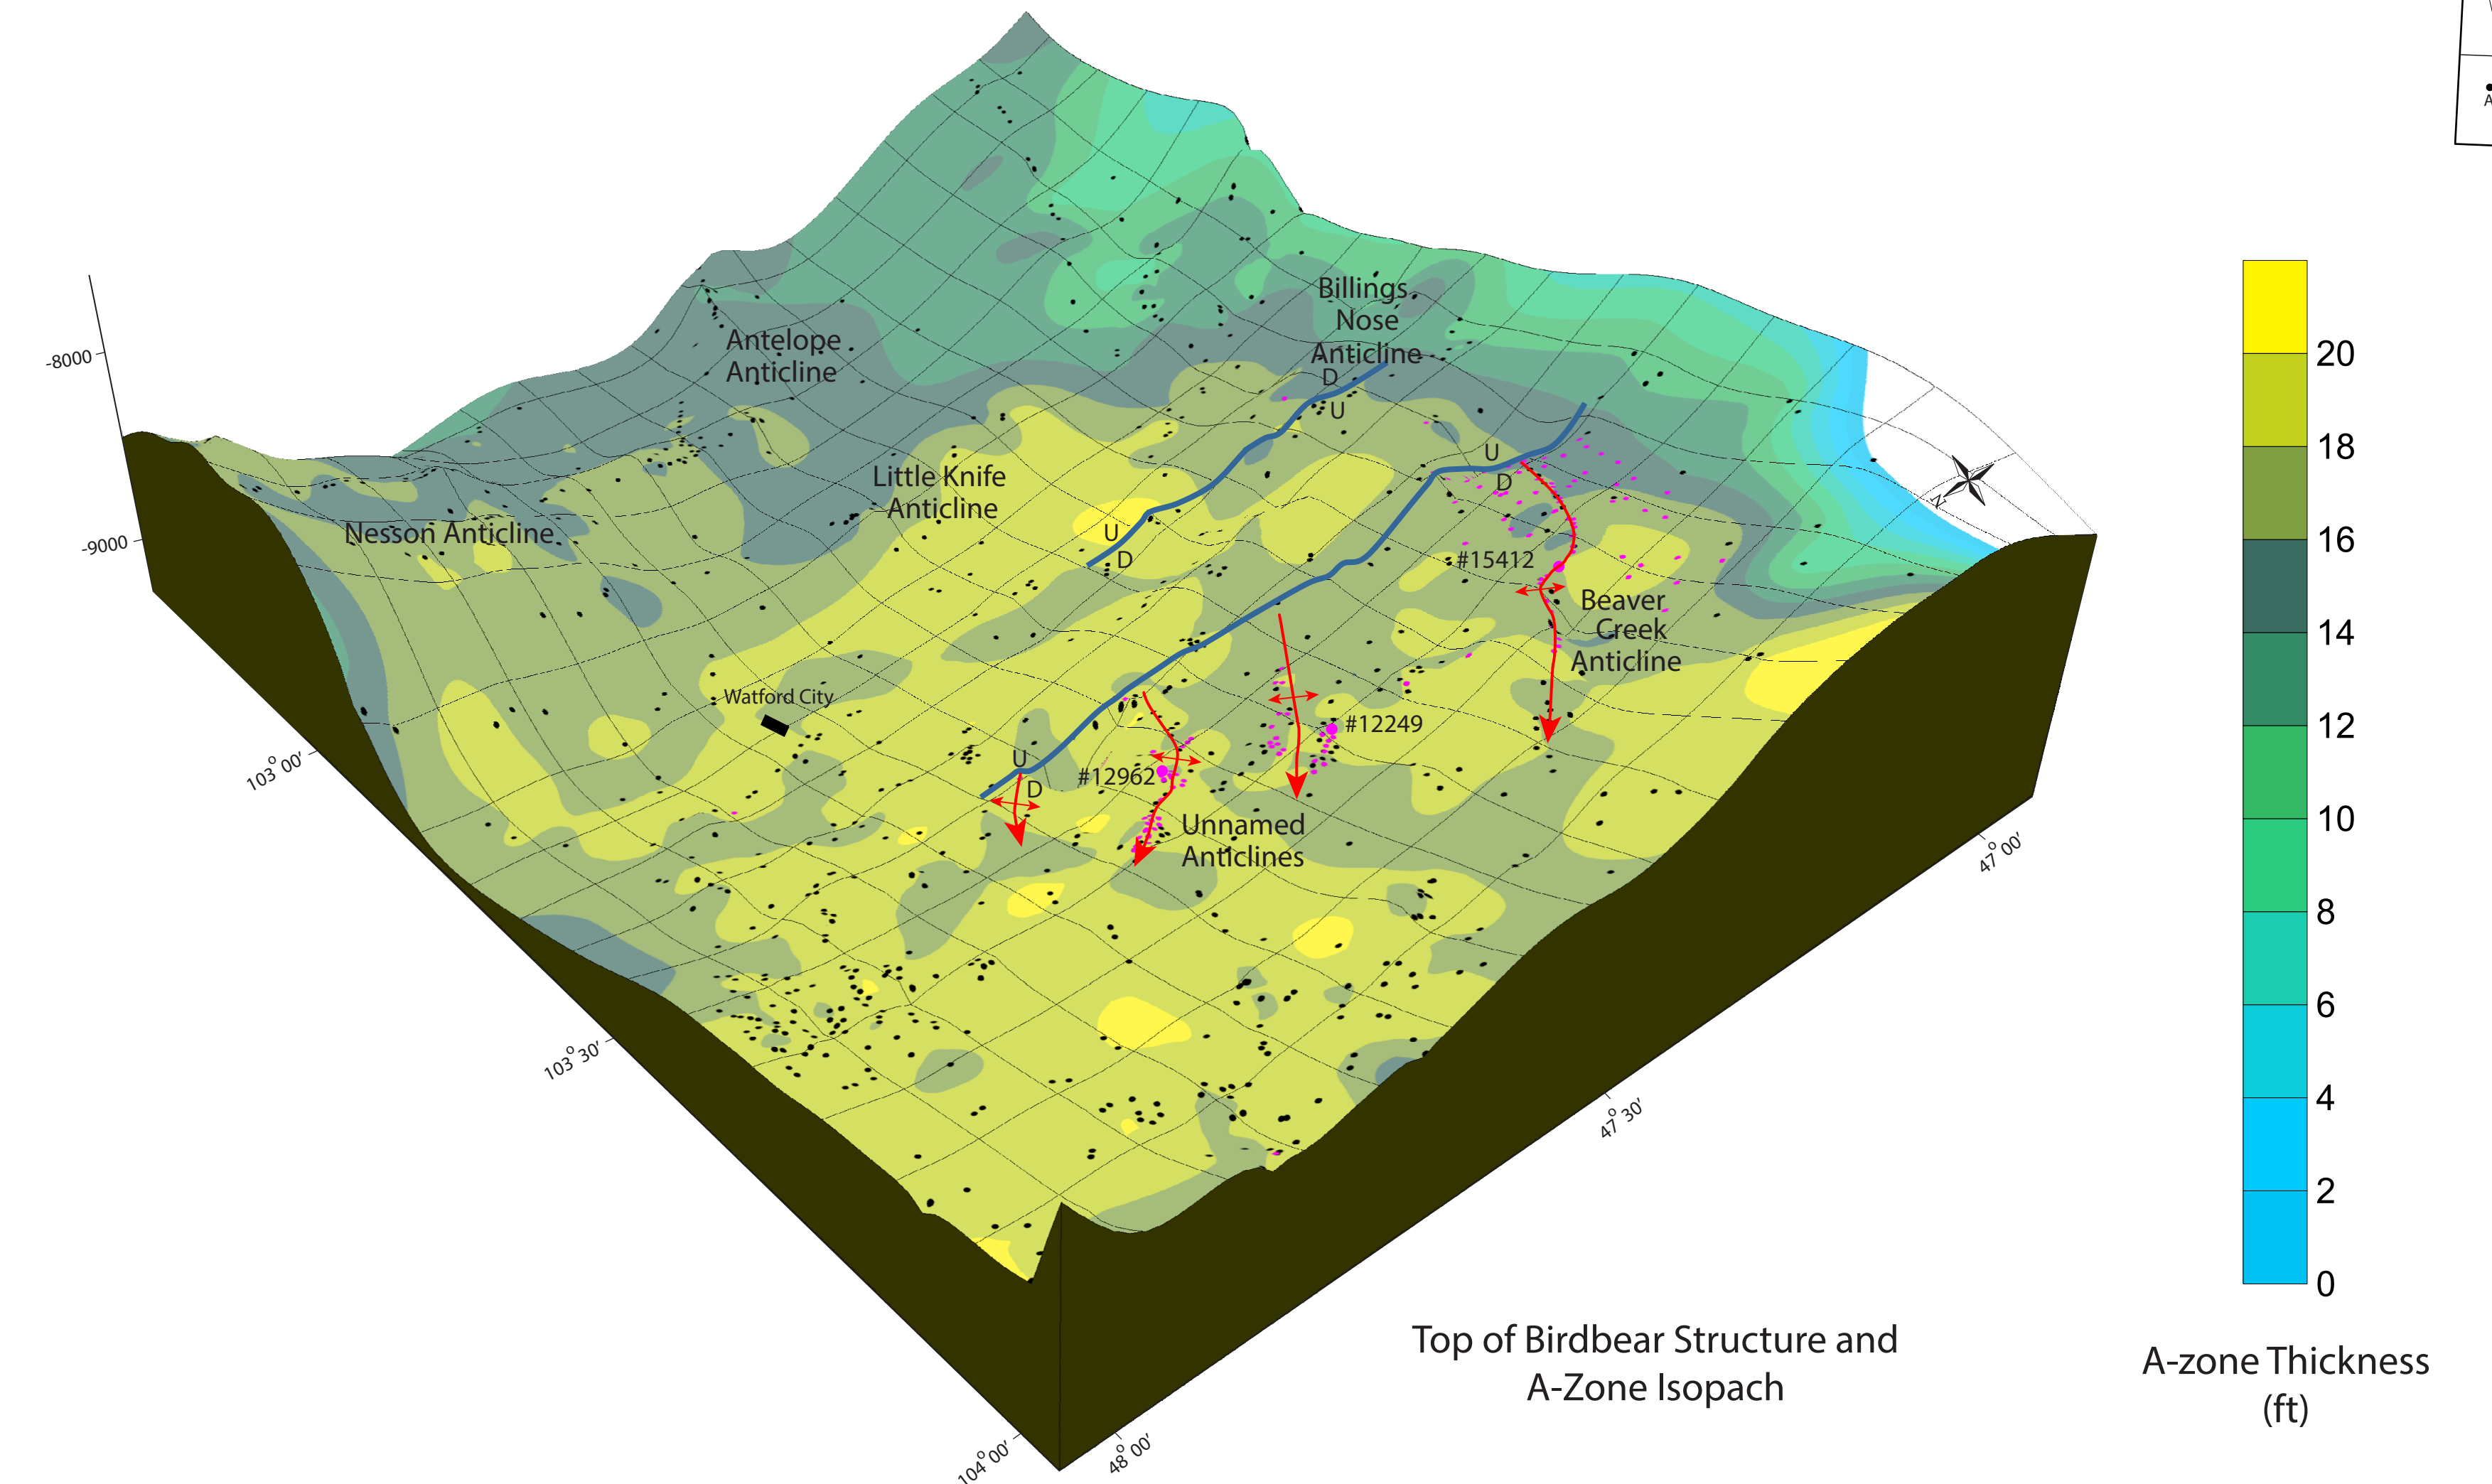 A
Billings
Nose
Anticline
D
U
Antelope
Anticline
-8000
20
18
U
D
Little Knife
Anticline
N
Nesson Anticline
-9000
U
D
16
#15412
Beaver
Creek
Anticline
14
Watford City
#12249
12
103° 00′
U
D
#12962
10
Unnamed
Anticlines
47° 00′
8
6
103° 30′
4
47° 30′
2
0
Top of Birdbear Structure and
A-Zone Isopach
A-zone Thickness
(ft)
104° 00′
48° 00′